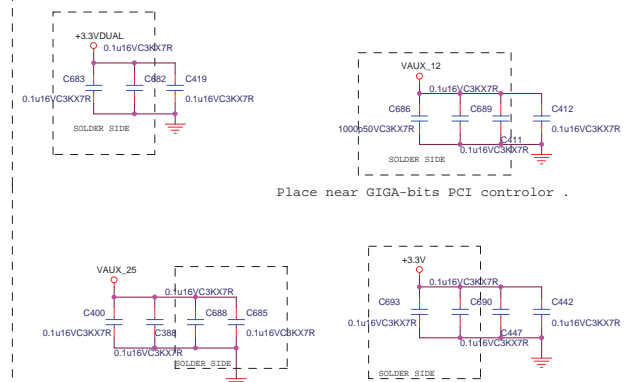 +3.3VDUAL
0.1u16VC3KX7R
C683
C682
C419
0.1u16VC3KX7R
0.1u16VC3KX7R
SOLDER SIDE
VAUX_12
0.1u16VC3KX7R
C686
C689
C412
1000p50VC3KX7R
0.1u16VC3KX7R
C411
0.1u16VC3KX7R
SOLDER SIDE
Place near GIGA-bits PCI controlor .
VAUX_25
0.1u16VC3KX7R
C400
C688
C685
0.1u16VC3KX7R
C388
0.1u16VC3KX7R
0.1u16VC3KX7R
SOLDER SIDE
+3.3V
0.1u16VC3KX7R
C693
C690
C442
0.1u16VC3KX7R
0.1u16VC3KX7R
C447
0.1u16VC3KX7R
SOLDER SIDE